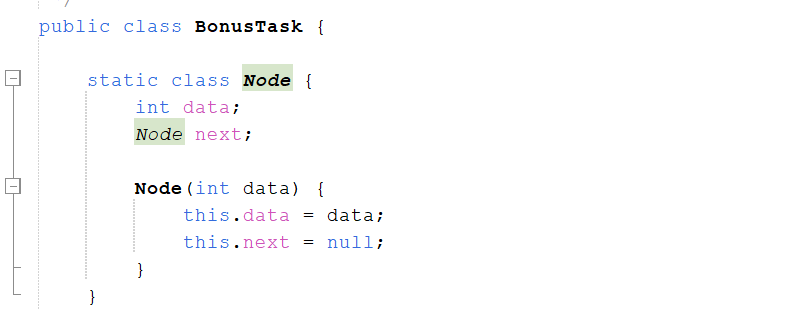 /
public class BonusTask {
static class Node {
int data;
Node next;
Node(int data) {
this.data = data;
this.next = null;
}
}